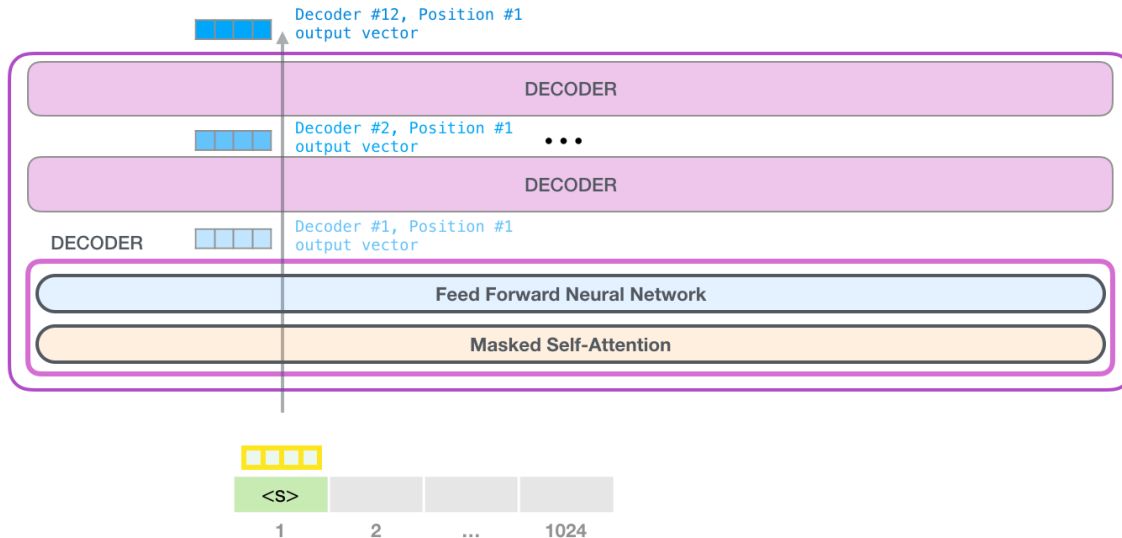 Decoder #12, Position #1
output vector
DECODER
Decoder #2, Position #1
output vector
...
DECODER
Decoder #1, Position #1
output vector
DECODER
Feed Forward Neural Network
Masked Self-Attention
<s>
1 2 ... 1024